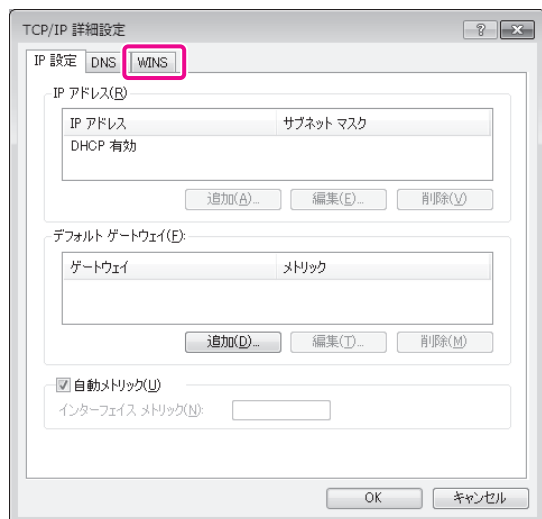 TCP/IP 詳細設定
IP 設定 DNS WINS
IP アドレス(R)
IP アドレス サブネット マスク
DHCP 有効
追加(A)... 編集(E)... 削除(V)
デフォルト ゲートウェイ(F):
ゲートウェイ メトリック
追加(D)... 編集(T)... 削除(M)
自動メトリック(U)
インターフェイス メトリック(N):
OK キャンセル